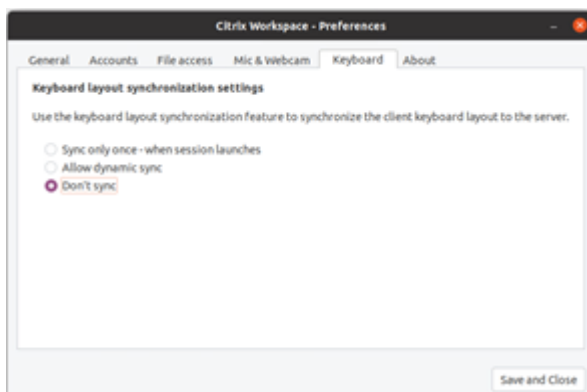 Citrix Workspace - Preferences
General Accounts File access Mic & Webcam Keyboard About
Keyboard layout synchronization settings
Use the keyboard layout synchronization feature to synchronize the client keyboard layout to the server.
Sync only once - when session launches
Allow dynamic sync
Don't sync
Save and Close